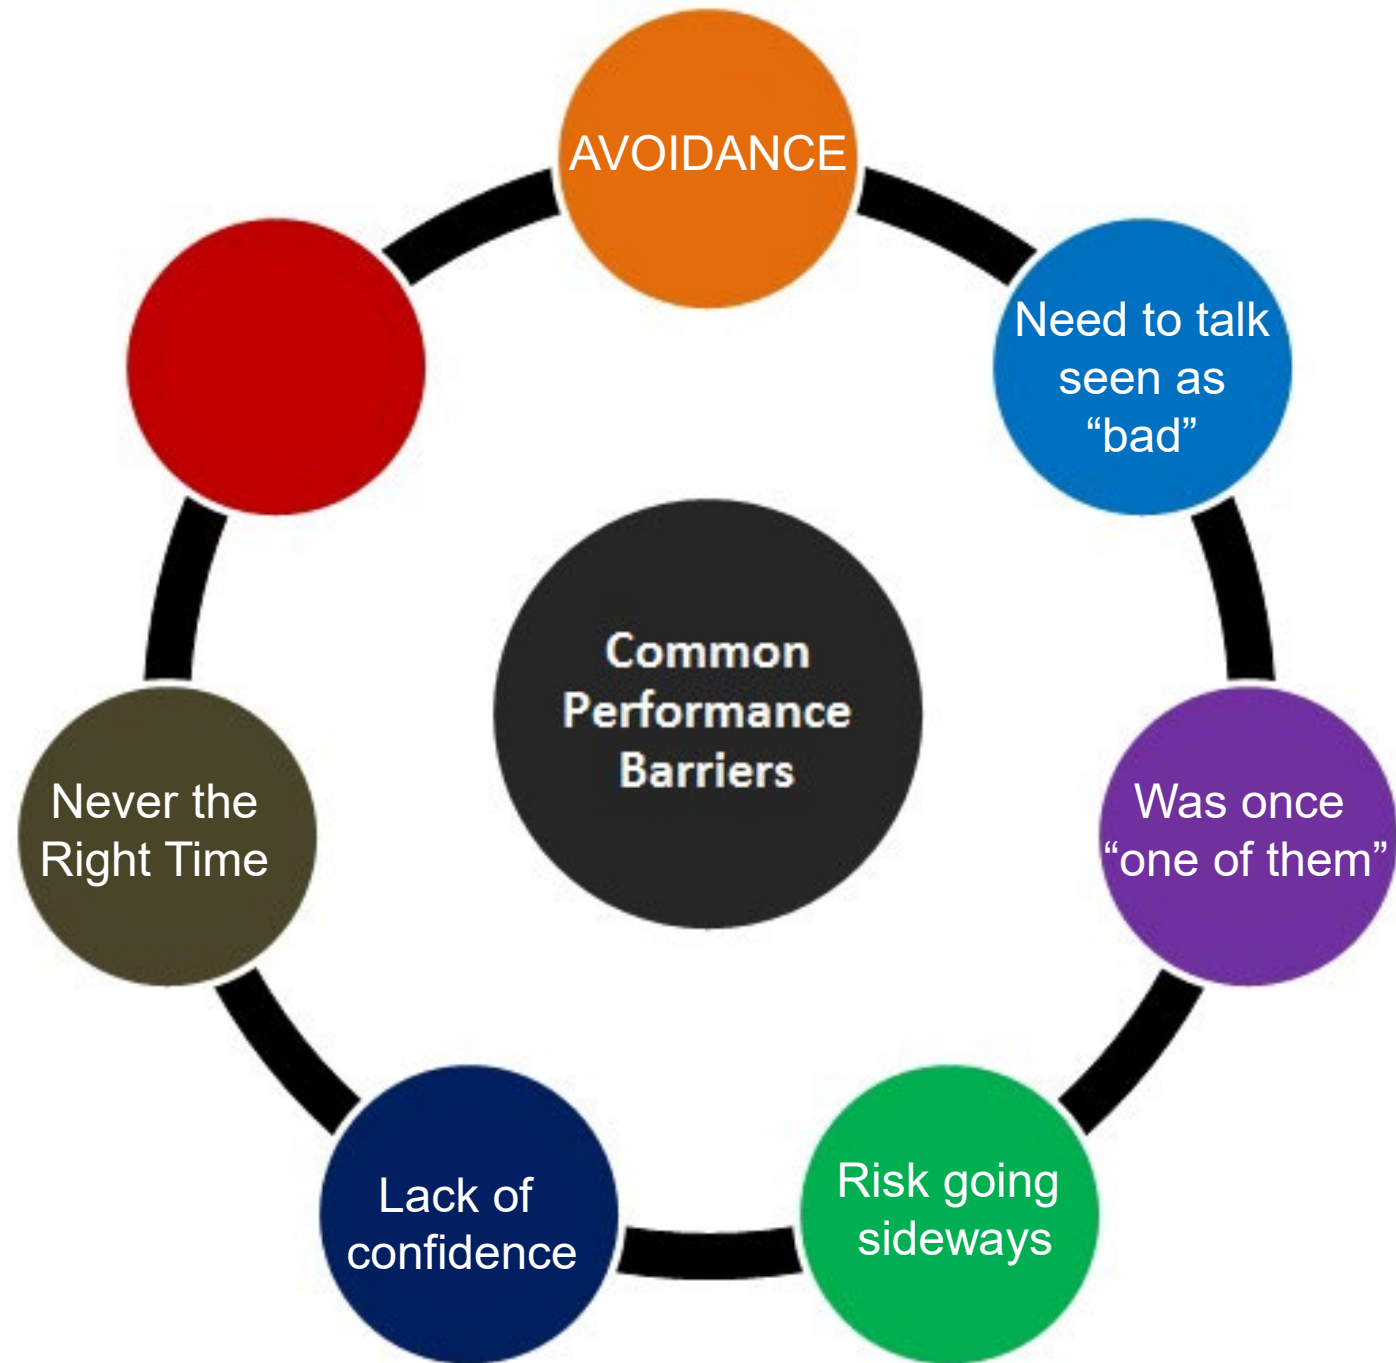 AVOIDANCE
Need to talk
seen as
“bad”
Was once
“one of them”
Risk going
sideways
Lack of
confidence
Never the
Right Time
Common
Performance
Barriers